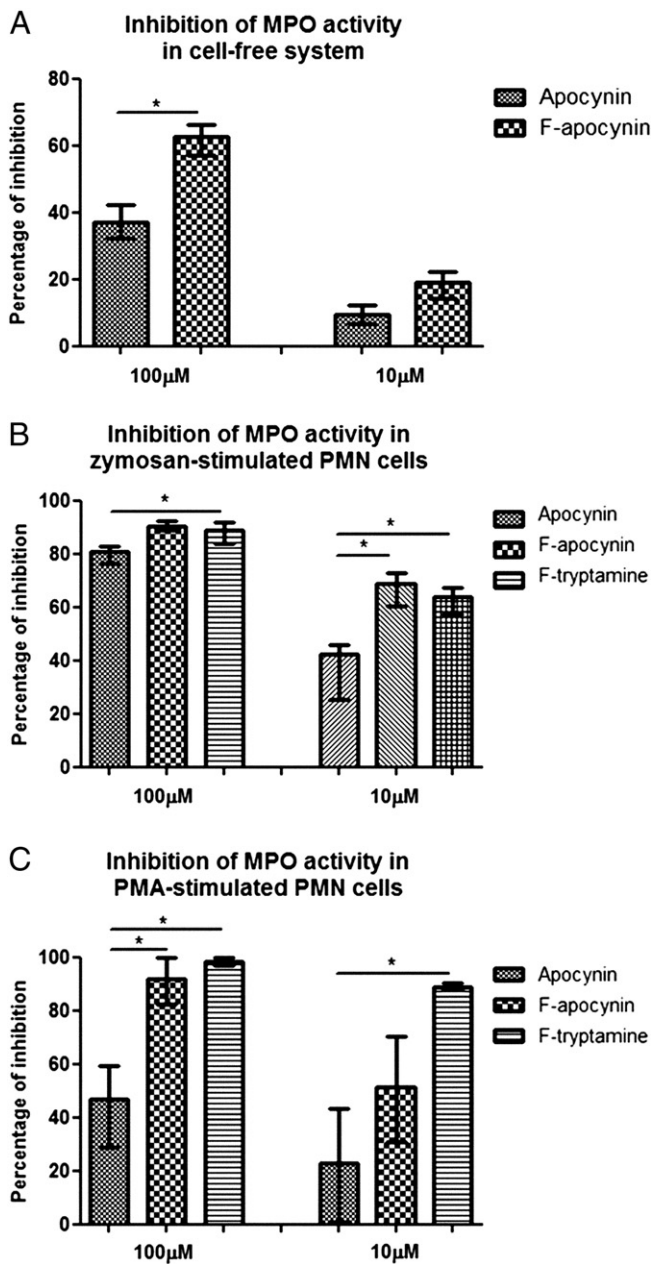 A
Inhibition of MPO activity
in cell-free system
Percentage of inhibition
80
60
40
20
0
*
100µM
10µM
Apocynin
F-apocynin
B
Inhibition of MPO activity in
zymosan-stimulated PMN cells
Percentage of inhibition
100
80
60
40
20
0
*
*
*
100µM
10µM
Apocynin
F-apocynin
F-tryptamine
C
Inhibition of MPO activity in
PMA-stimulated PMN cells
Percentage of inhibition
100
80
60
40
20
0
*
*
*
100µM
10µM
Apocynin
F-apocynin
F-tryptamine